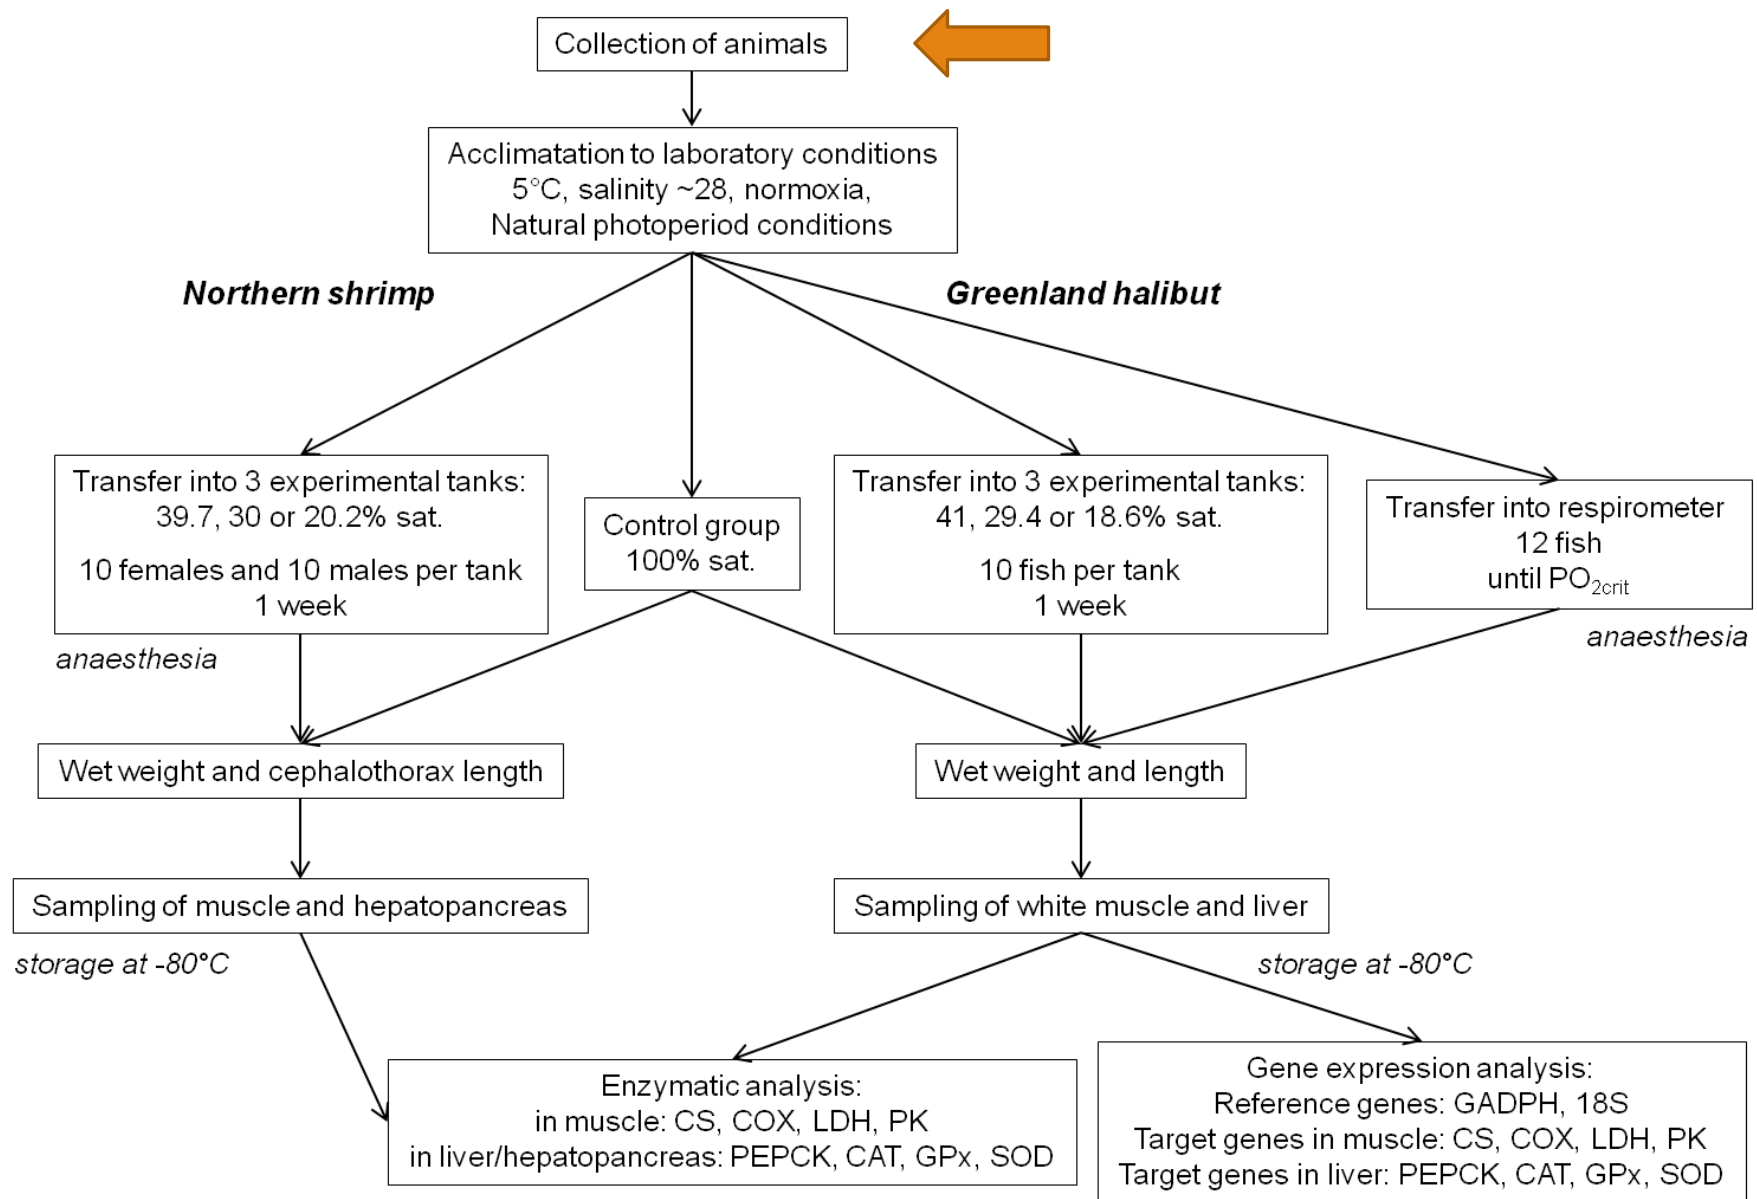 Collection of animals
Acclimatation to laboratory conditions
5°C, salinity ~28, normoxia,
Natural photoperiod conditions
Northern shrimp
Greenland halibut
Transfer into 3 experimental tanks:
39.7, 30 or 20.2% sat.
10 females and 10 males per tank
1 week
Control group
100% sat.
Transfer into 3 experimental tanks:
41, 29.4 or 18.6% sat.
10 fish per tank
1 week
Transfer into respirometer
12 fish
until PO2crit
anaesthesia
anaesthesia
Wet weight and cephalothorax length
Wet weight and length
Sampling of muscle and hepatopancreas
Sampling of white muscle and liver
storage at -80°C
storage at -80°C
Enzymatic analysis:
in muscle: CS, COX, LDH, PK
in liver/hepatopancreas: PEPCK, CAT, GPx, SOD
Gene expression analysis:
Reference genes: GADPH, 18S
Target genes in muscle: CS, COX, LDH, PK
Target genes in liver: PEPCK, CAT, GPx, SOD